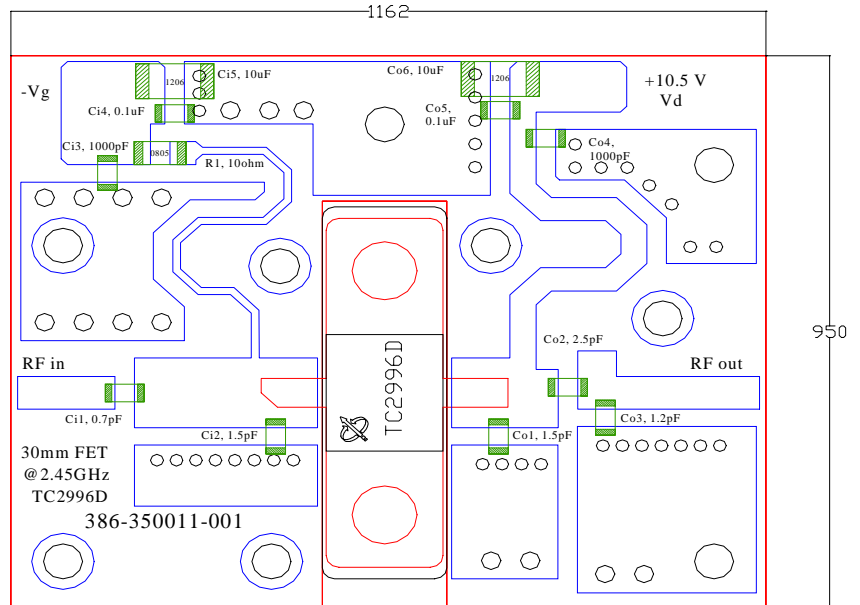 1162
Ci5, 10uF
1206
Co6, 10uF
1206
-Vg
+10.5 V
Vd
Ci4, 0.1uF
Co5,
0.1uF
Ci3, 1000pF
0805
R1, 10ohm
Co4,
1000pF
950
Co2, 2.5pF
RF in
RF out
TC2996D
Ci1, 0.7pF
Ci2, 1.5pF
Co1, 1.5pF
Co3, 1.2pF
30mm FET
@2.45GHz
TC2996D
386-350011-001